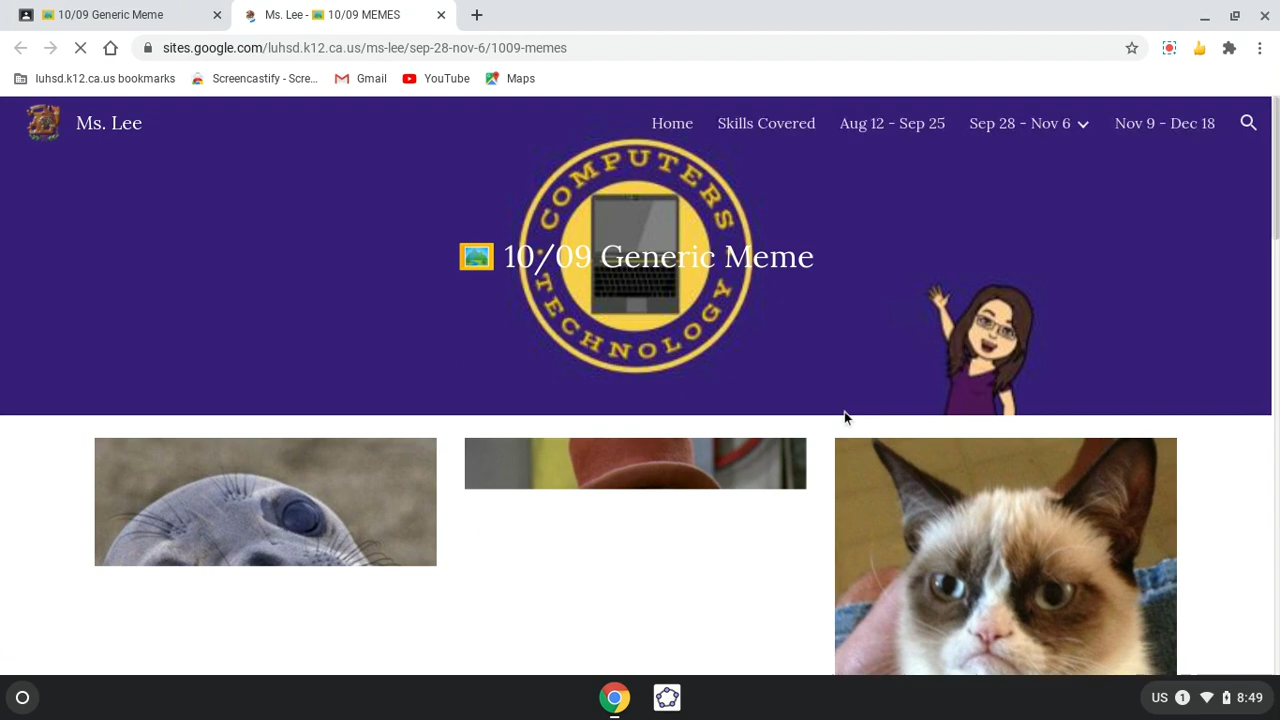 10/09 Generic Meme
Ms. Lee - 10/09 MEMES
sites.google.com/luhsd.k12.ca.us/ms-lee/sep-28-nov-6/1009-memes
luhsd.k12.ca.us bookmarks
Screencastify - Scre...
Gmail
YouTube
Maps
Ms. Lee
Home
Skills Covered
Aug 12 - Sep 25
Sep 28 - Nov 6
Nov 9 - Dec 18
COMPUTERS
10/09 Generic Meme
TECHNOLOGY
US 1 8:49